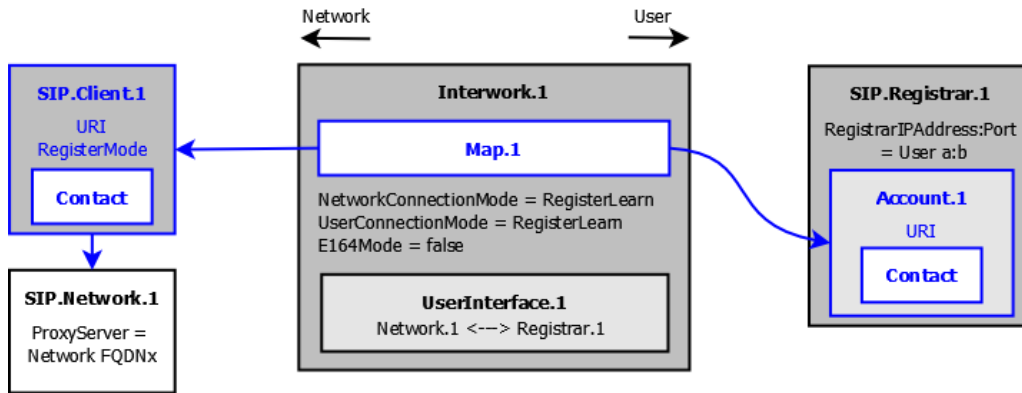 Network
User
SIP.Client.1
URI
RegisterMode
Contact
SIP.Network.1
ProxyServer =
Network FQDNx
Interwork.1
Map.1
NetworkConnectionMode = RegisterLearn
UserConnectionMode = RegisterLearn
E164Mode = false
UserInterface.1
Network.1 <---> Registrar.1
SIP.Registrar.1
RegistrarIPAddress:Port
= User a:b
Account.1
URI
Contact